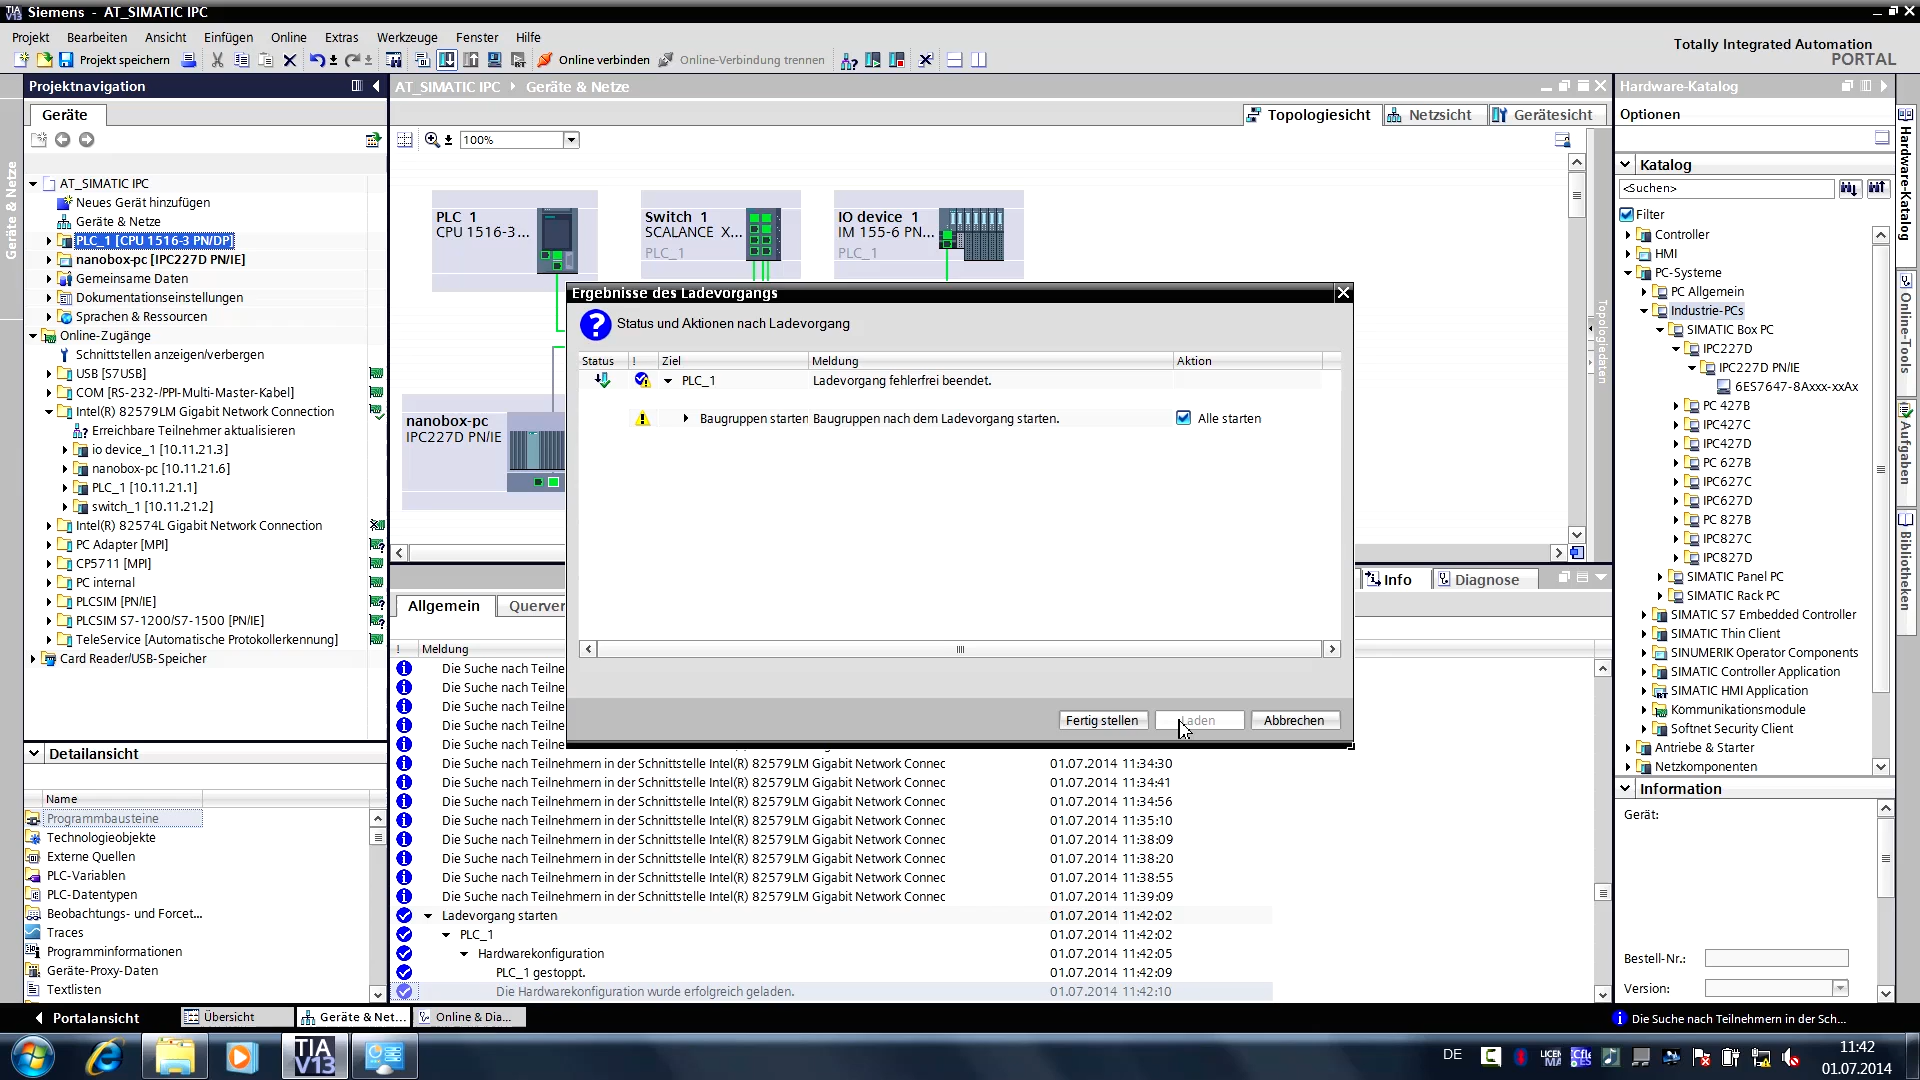 Siemens - AT_SIMATIC IPC
Projekt Bearbeiten Ansicht Einfügen Online Extras Werkzeuge Fenster Hilfe
Projekt speichern Online verbinden Online-Verbindung trennen
Totally Integrated Automation
PORTAL
Projektnavigation
Geräte
Geräte & Netze
AT_SIMATIC IPC
Neues Gerät hinzufügen
Geräte & Netze
PLC_1 [CPU 1516-3 PN/DP]
nanobox-pc [IPC227D PN/IE]
Gemeinsame Daten
Dokumentationseinstellungen
Sprachen & Ressourcen
Online-Zugänge
Schnittstellen anzeigen/verbergen
USB [S7USB]
COM [RS-232-/PPI-Multi-Master-Kabel]
Intel(R) 82579LM Gigabit Network Connection
Erreichbare Teilnehmer aktualisieren
io device_1 [10.11.21.3]
nanobox-pc [10.11.21.6]
PLC_1 [10.11.21.1]
switch_1 [10.11.21.2]
Intel(R) 82574L Gigabit Network Connection
PC Adapter [MPI]
CP5711 [MPI]
PC internal
PLCSIM [PN/IE]
PLCSIM S7-1200/S7-1500 [PN/IE]
TeleService [Automatische Protokollerkennung]
Card Reader/USB-Speicher
Detailansicht
Name
Programmbausteine
Technologieobjekte
Externe Quellen
PLC-Variablen
PLC-Datentypen
Beobachtungs- und Forcet...
Traces
Programminformationen
Geräte-Proxy-Daten
Textlisten
AT_SIMATIC IPC Geräte & Netze
Topologiesicht Netzsicht Gerätesicht
100%
PLC_1
CPU 1516-3...
Switch_1
SCALANCE X...
PLC_1
IO device_1
IM 155-6 PN...
PLC_1
nanobox-pc
IPC227D PN/IE
Topologiedaten
Ergebnisse des Ladevorgangs
Status und Aktionen nach Ladevorgang
Status ! Ziel Meldung Aktion
PLC_1 Ladevorgang fehlerfrei beendet.
Baugruppen starten Baugruppen nach dem Ladevorgang starten. Alle starten
Fertig stellen Laden Abbrechen
Info Diagnose
Allgemein Querver
! Meldung
Die Suche nach Teilne
Die Suche nach Teilne
Die Suche nach Teilne
Die Suche nach Teilne
Die Suche nach Teilne
Die Suche nach Teilnehmern in der Schnittstelle Intel(R) 82579LM Gigabit Network Connec 01.07.2014 11:34:30
Die Suche nach Teilnehmern in der Schnittstelle Intel(R) 82579LM Gigabit Network Connec 01.07.2014 11:34:41
Die Suche nach Teilnehmern in der Schnittstelle Intel(R) 82579LM Gigabit Network Connec 01.07.2014 11:34:56
Die Suche nach Teilnehmern in der Schnittstelle Intel(R) 82579LM Gigabit Network Connec 01.07.2014 11:35:10
Die Suche nach Teilnehmern in der Schnittstelle Intel(R) 82579LM Gigabit Network Connec 01.07.2014 11:38:09
Die Suche nach Teilnehmern in der Schnittstelle Intel(R) 82579LM Gigabit Network Connec 01.07.2014 11:38:20
Die Suche nach Teilnehmern in der Schnittstelle Intel(R) 82579LM Gigabit Network Connec 01.07.2014 11:38:55
Die Suche nach Teilnehmern in der Schnittstelle Intel(R) 82579LM Gigabit Network Connec 01.07.2014 11:39:09
Ladevorgang starten 01.07.2014 11:42:02
PLC_1 01.07.2014 11:42:02
Hardwarekonfiguration 01.07.2014 11:42:05
PLC_1 gestoppt. 01.07.2014 11:42:09
Die Hardwarekonfiguration wurde erfolgreich geladen. 01.07.2014 11:42:10
Hardware-Katalog
Optionen
Katalog
<Suchen>
Filter
Controller
HMI
PC-Systeme
PC Allgemein
Industrie-PCs
SIMATIC Box PC
IPC227D
IPC227D PN/IE
6ES7647-8Axxx-xxAx
PC 427B
IPC427C
IPC427D
PC 627B
IPC627C
IPC627D
PC 827B
IPC827C
IPC827D
SIMATIC Panel PC
SIMATIC Rack PC
SIMATIC S7 Embedded Controller
SIMATIC Thin Client
SINUMERIK Operator Components
SIMATIC Controller Application
SIMATIC HMI Application
Kommunikationsmodule
Softnet Security Client
Antriebe & Starter
Netzkomponenten
Information
Gerät:
Bestell-Nr.:
Version:
Hardware-Katalog
Online-Tools
Aufgaben
Bibliotheken
Portalansicht Übersicht Geräte & Net... Online & Dia...
Die Suche nach Teilnehmern in der Sch...
TIA
V13
DE
11:42
01.07.2014